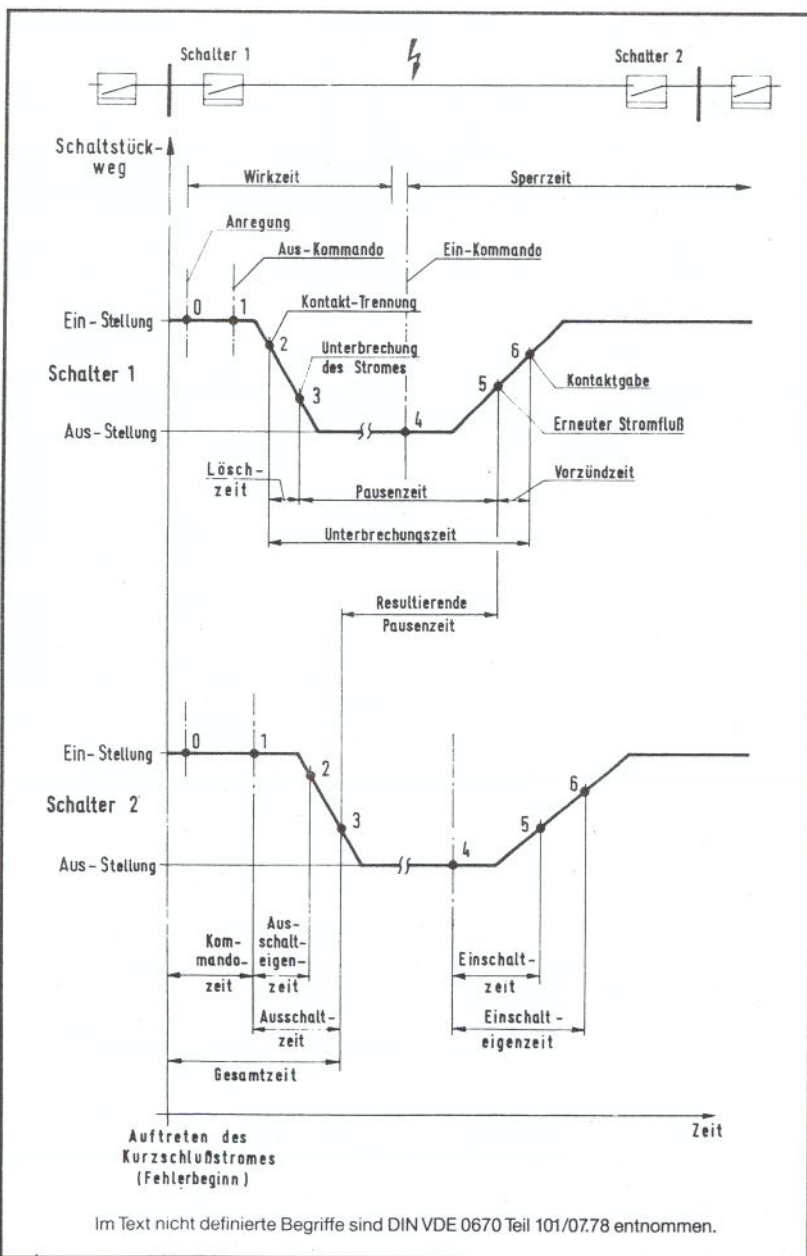 Schalter 1
Schalter 2
Schaltstück-
weg
Wirkzeit
Sperrzeit
Anregung
Aus-Kommando
Ein-Kommando
0
1
Kontakt-Trennung
Ein-Stellung
2
Unterbrechung
des Stromes
6
Schalter 1
3
5
Kontaktgabe
4
Erneuter Stromfluß
Aus-Stellung
Lösch-
zeit
Pausenzeit
Vorzündzeit
Unterbrechungszeit
Resultierende
Pausenzeit
0
1
Ein-Stellung
2
6
Schalter 2
3
5
4
Aus-Stellung
Kom-
mando-
zeit
Aus-
schalt-
eigen-
zeit
Einschalt-
zeit
Ausschalt-
zeit
Einschalt-
eigenzeit
Gesamtzeit
Zeit
Auftreten des
Kurzschlußstromes
(Fehlerbeginn)
Im Text nicht definierte Begriffe sind DIN VDE 0670 Teil 101/07.78 entnommen.